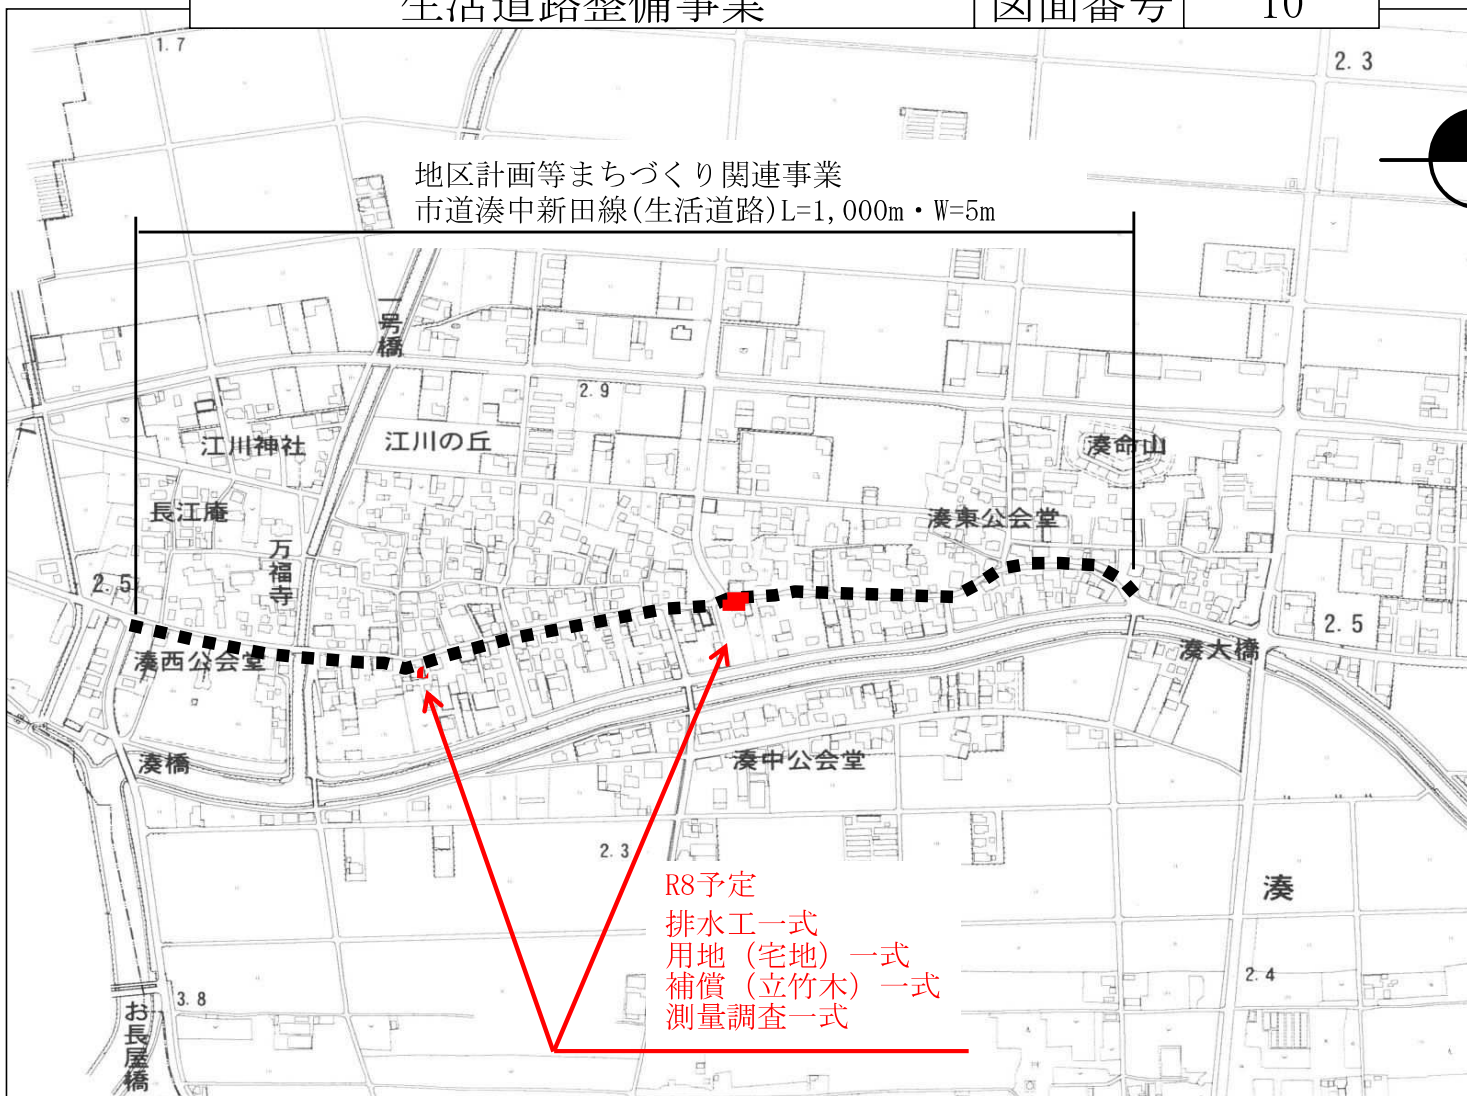 生活道路整備事業 図面番号 10
1.7
2.3
地区計画等まちづくり関連事業
市道湊中新田線(生活道路)L=1,000m・W=5m
一号橋
2.9
江川神社
江川の丘
湊命山
長江庵
湊東公会堂
万福寺
2.5
2.5
湊西公会堂
湊大橋
湊橋
湊中公会堂
2.3
R8予定
排水工一式
用地（宅地）一式
補償（立竹木）一式
測量調査一式
湊
2.4
3.8
お長屋橋